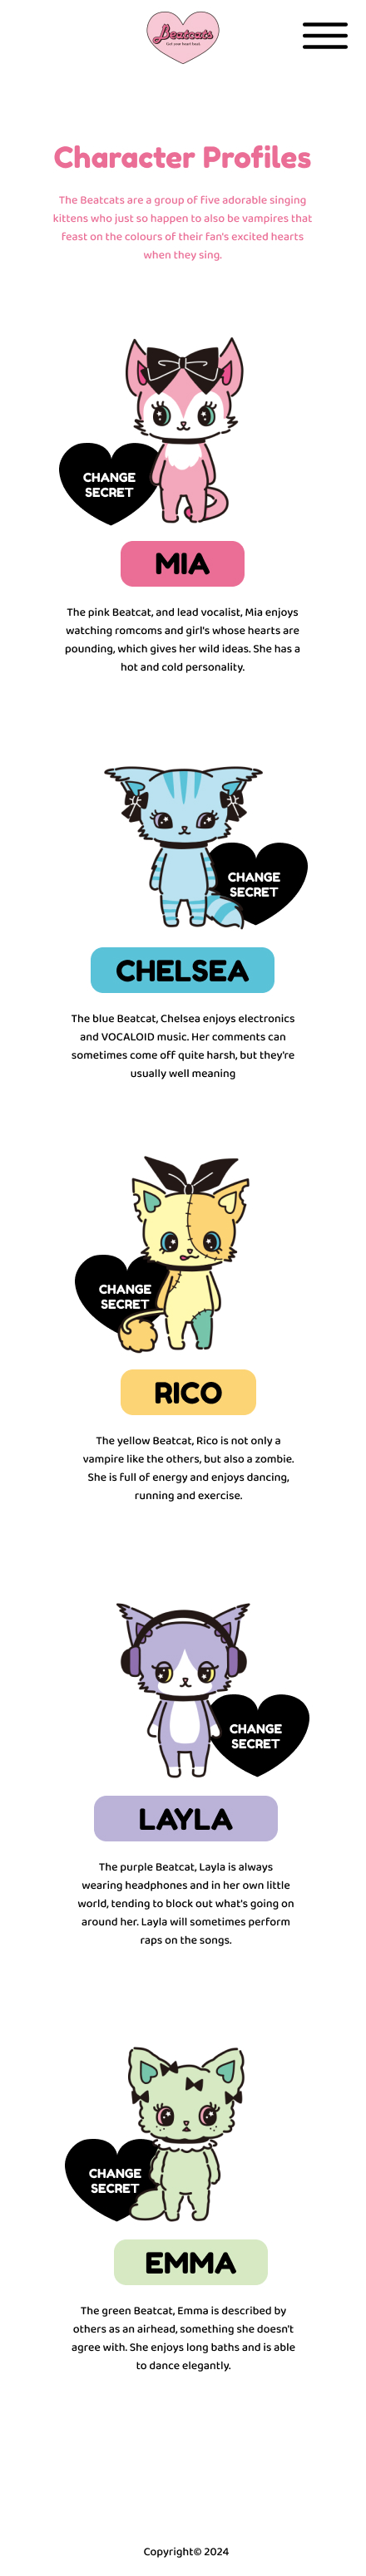 Beatcats
Get your heart beat!
Character Profiles
The Beatcats are a group of five adorable singing
kittens who just so happen to also be vampires that
feast on the colours of their fan's excited hearts
when they sing.
CHANGE
SECRET
MIA
The pink Beatcat, and lead vocalist, Mia enjoys
watching romcoms and girl's whose hearts are
pounding, which gives her wild ideas. She has a
hot and cold personality.
CHANGE
SECRET
CHELSEA
The blue Beatcat, Chelsea enjoys electronics
and VOCALOID music. Her comments can
sometimes come off quite harsh, but they're
usually well meaning
CHANGE
SECRET
RICO
The yellow Beatcat, Rico is not only a
vampire like the others, but also a zombie.
She is full of energy and enjoys dancing,
running and exercise.
CHANGE
SECRET
LAYLA
The purple Beatcat, Layla is always
wearing headphones and in her own little
world, tending to block out what's going on
around her. Layla will sometimes perform
raps on the songs.
CHANGE
SECRET
EMMA
The green Beatcat, Emma is described by
others as an airhead, something she doesn't
agree with. She enjoys long baths and is able
to dance elegantly.
Copyright© 2024